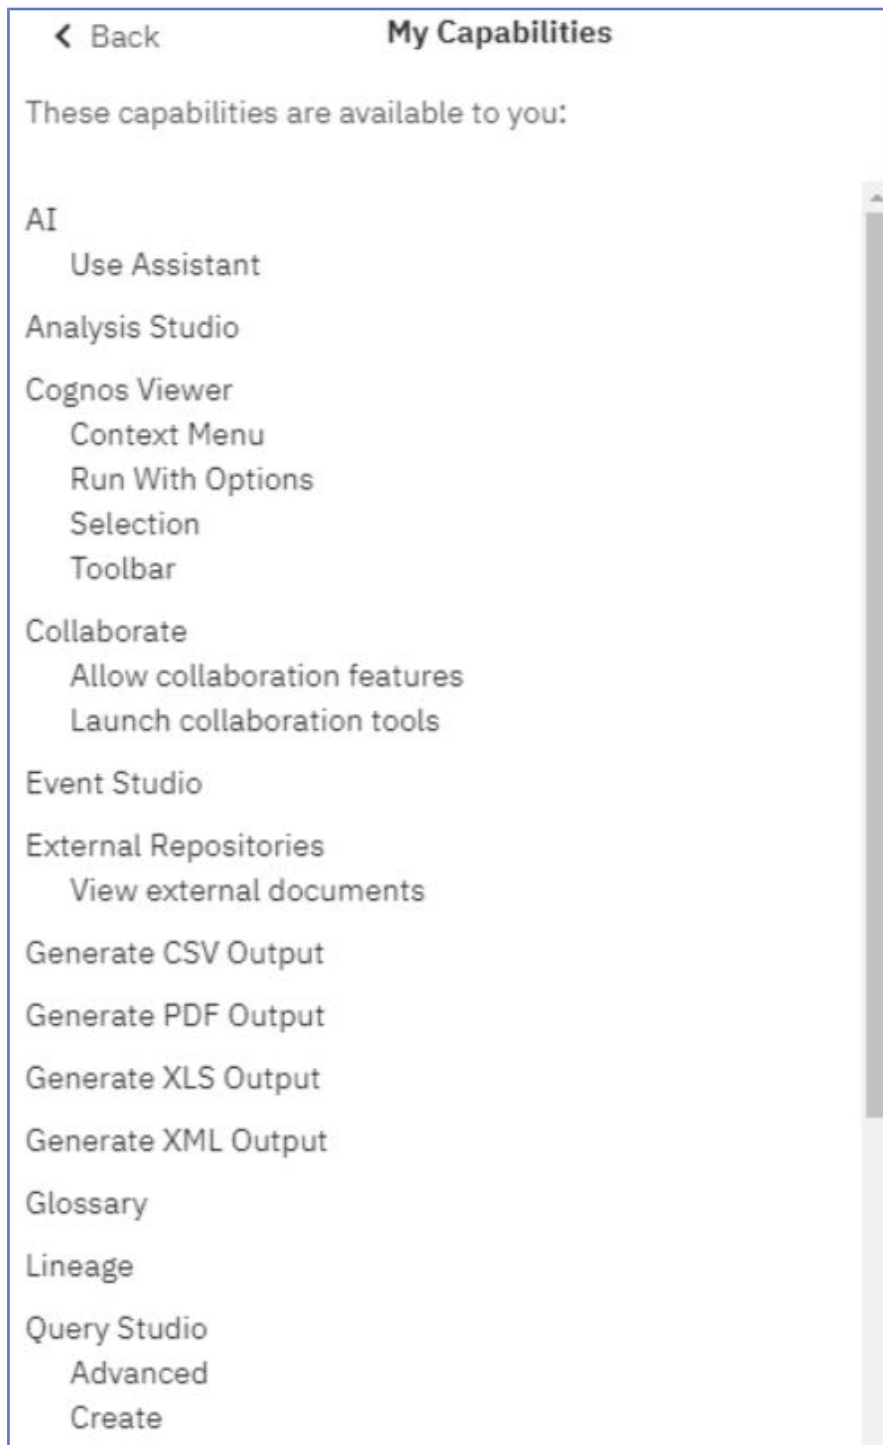 Back
My Capabilities
These capabilities are available to you:
AI
Use Assistant
Analysis Studio
Cognos Viewer
Context Menu
Run With Options
Selection
Toolbar
Collaborate
Allow collaboration features
Launch collaboration tools
Event Studio
External Repositories
View external documents
Generate CSV Output
Generate PDF Output
Generate XLS Output
Generate XML Output
Glossary
Lineage
Query Studio
Advanced
Create